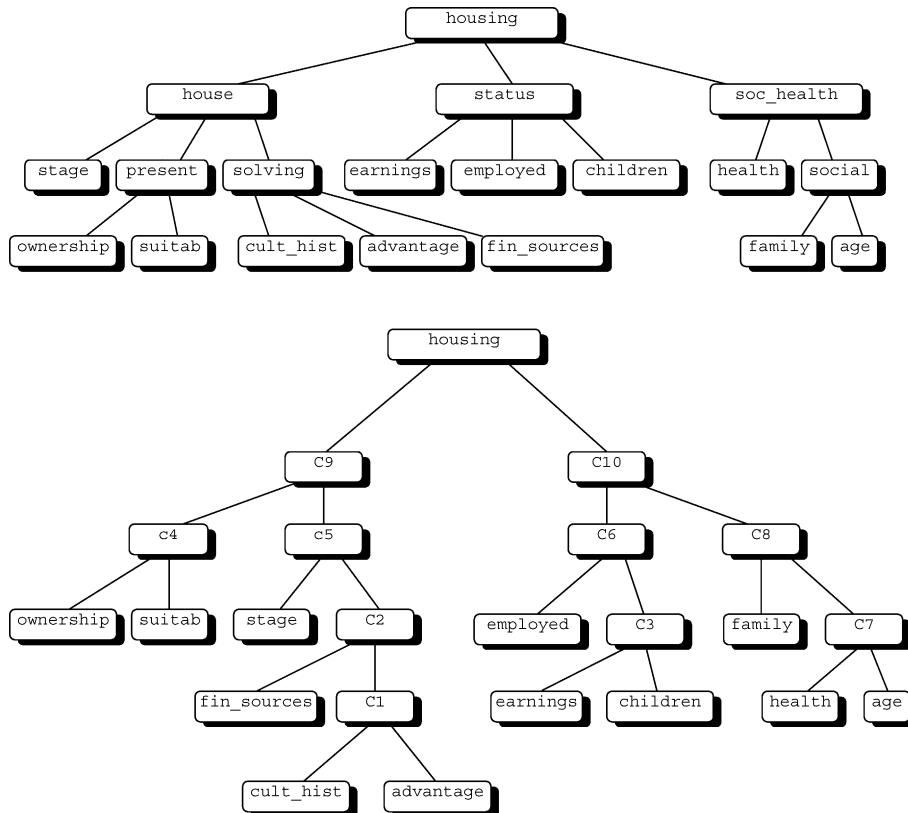 housing
house status soc_health
stage present solving earnings employed children health social
ownership suitab cult_hist advantage fin_sources family age
housing
C9 C10
c4 c5 C6 C8
ownership suitab stage C2 employed C3 family C7
fin_sources C1 earnings children health age
cult_hist advantage